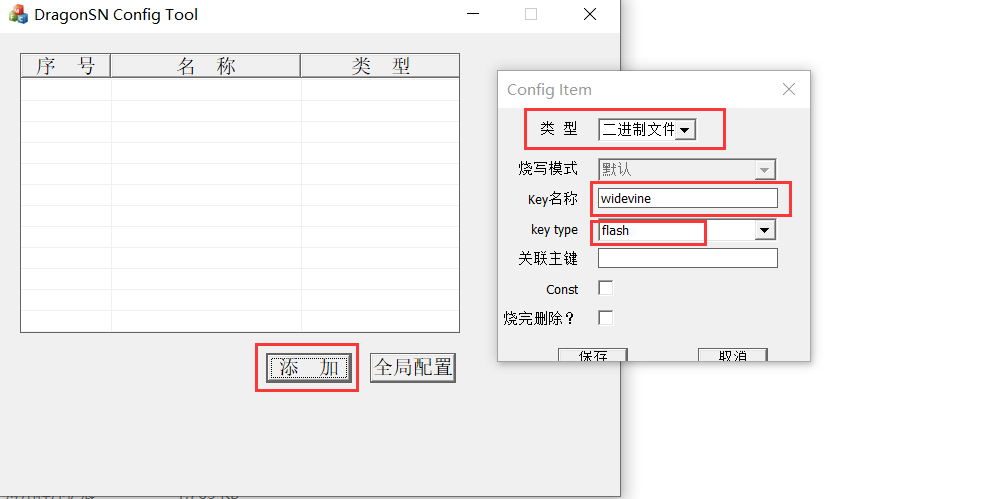 DragonSN Config Tool
序 号 名 称 类 型
Config Item
类 型 二进制文件
烧写模式 默认
Key名称 widevine
key type flash
关联主键
Const
烧完删除？
保存 取消
添 加 全局配置